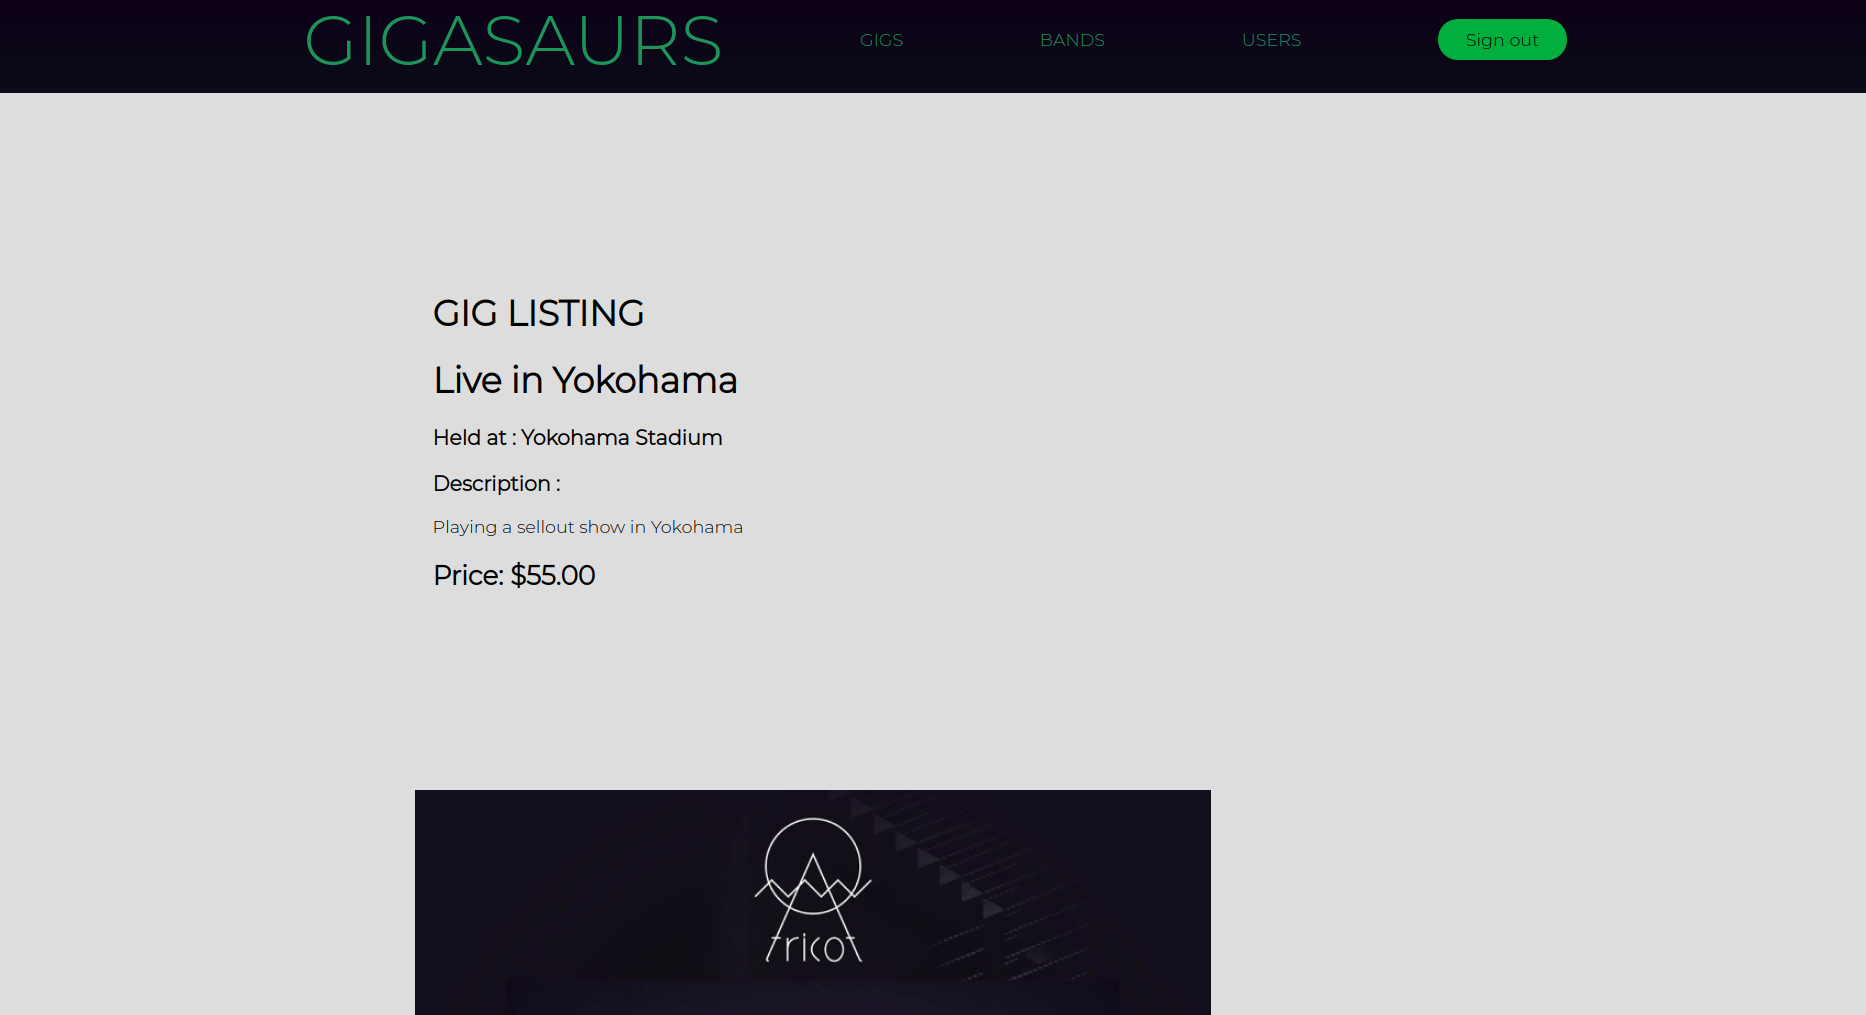 GIGASAURS
GIGS
BANDS
USERS
Sign out
GIG LISTING
Live in Yokohama
Held at : Yokohama Stadium
Description :
Playing a sellout show in Yokohama
Price: $55.00
tricot